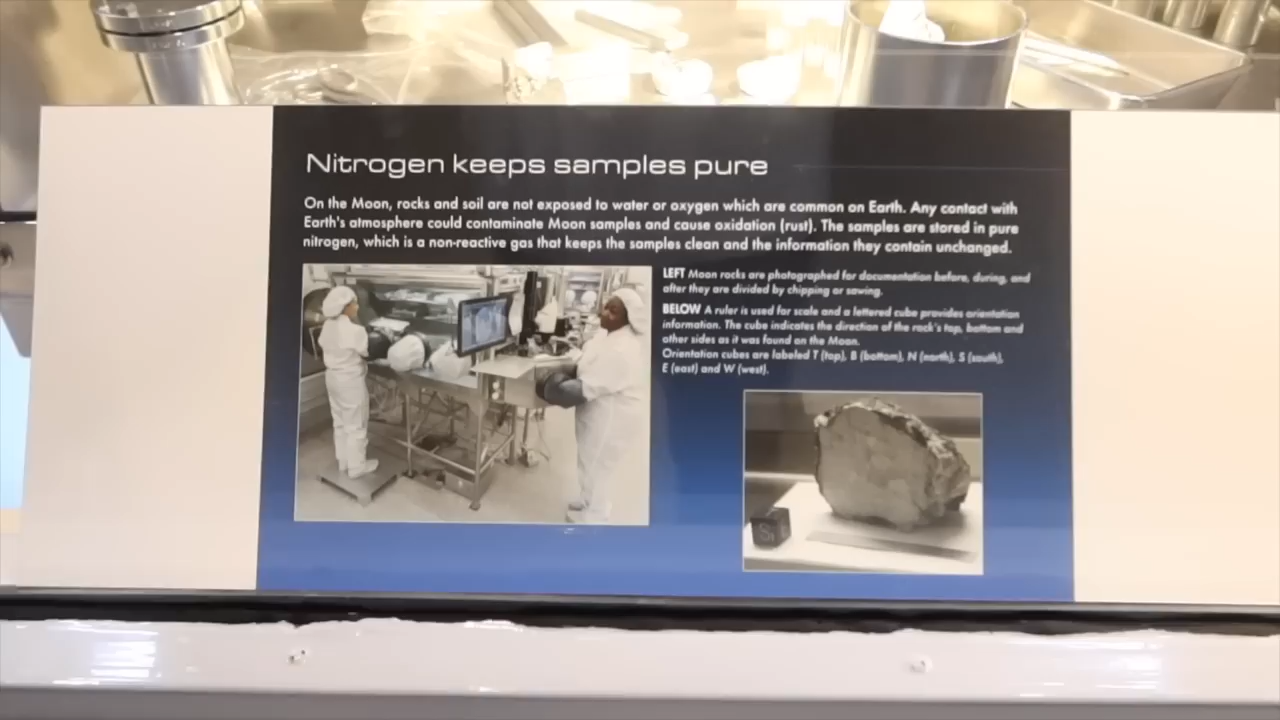 Nitrogen keeps samples pure
On the Moon, rocks and soil are not exposed to water or oxygen which are common on Earth. Any contact with
Earth's atmosphere could contaminate Moon samples and cause oxidation (rust). The samples are stored in pure
nitrogen, which is a non-reactive gas that keeps the samples clean and the information they contain unchanged.
LEFT Moon rocks are photographed for documentation before, during, and
after they are divided by chipping or sawing.
BELOW A ruler is used for scale and a lettered cube provides orientation
information. The cube indicates the direction of the rock's top, bottom and
other sides as it was found on the Moon.
Orientation cubes are labeled T (top), B (bottom), N (north), S (south),
E (east) and W (west).